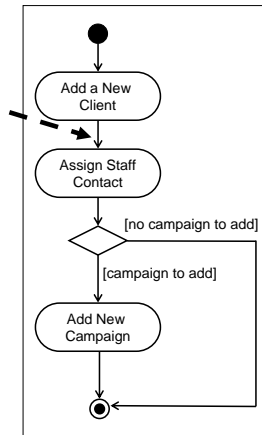 Add a New
Client
Assign Staff
Contact
[no campaign to add]
[campaign to add]
Add New
Campaign